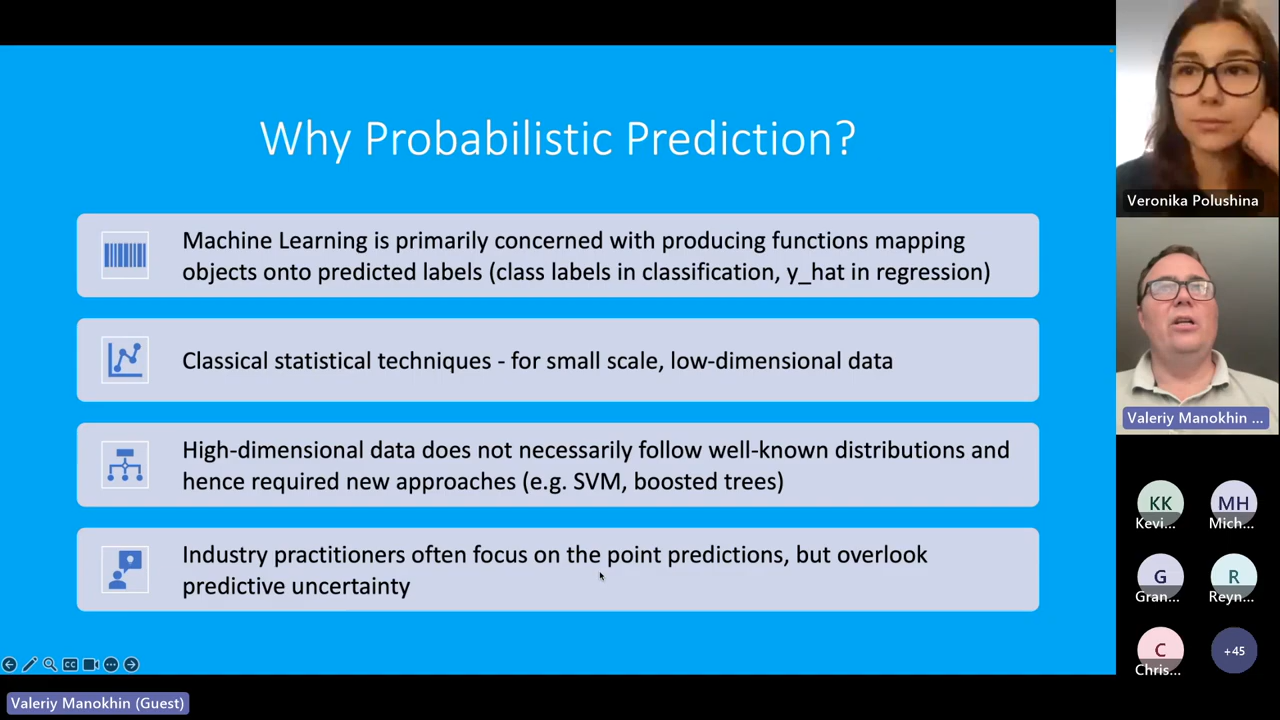 Why Probabilistic Prediction?
Machine Learning is primarily concerned with producing functions mapping
objects onto predicted labels (class labels in classification, y_hat in regression)
Classical statistical techniques - for small scale, low-dimensional data
High-dimensional data does not necessarily follow well-known distributions and
hence required new approaches (e.g. SVM, boosted trees)
Industry practitioners often focus on the point predictions, but overlook
predictive uncertainty
CC
Valeriy Manokhin (Guest)
Veronika Polushina
Valeriy Manokhin ...
KK
MH
Kevi...
Mich...
G
R
Gran...
Reyn...
C
+45
Chris...